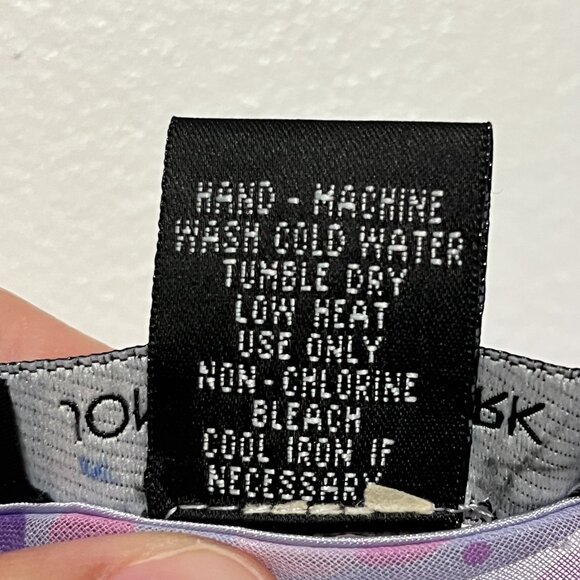 HAND - MACHINE
WASH COLD WATER
TUMBLE DRY
LOW HEAT
USE ONLY
NON-CHLORINE
BLEACH
COOL IRON IF
NECESSARY